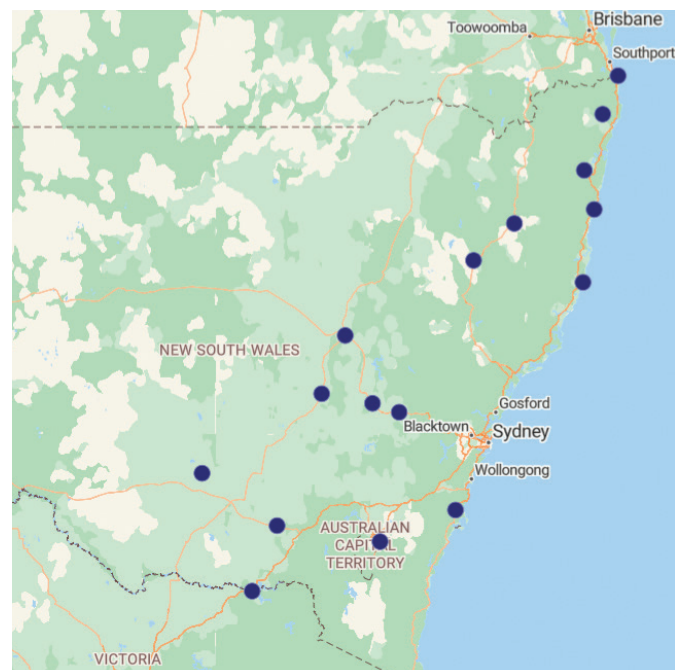 Brisbane
Toowoomba
Southport
NEW SOUTH WALES
Gosford
Blacktown
Sydney
Wollongong
AUSTRALIAN
CAPITAL
TERRITORY
VICTORIA